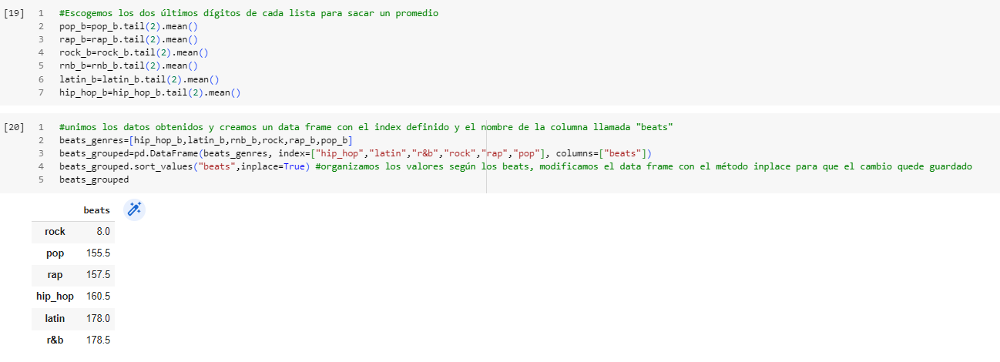 [19] 1 #Escogemos los dos últimos dígitos de cada lista para sacar un promedio
2 pop_b=pop_b.tail(2).mean()
3 rap_b=rap_b.tail(2).mean()
4 rock_b=rock_b.tail(2).mean()
5 rnb_b=rnb_b.tail(2).mean()
6 latin_b=latin_b.tail(2).mean()
7 hip_hop_b=hip_hop_b.tail(2).mean()
[20] 1 #unimos los datos obtenidos y creamos un data frame con el index definido y el nombre de la columna llamada "beats"
2 beats_genres=[hip_hop_b,latin_b,rnb_b,rock,rap_b,pop_b]
3 beats_grouped=pd.DataFrame(beats_genres, index=["hip_hop","latin","r&b","rock","rap","pop"], columns=["beats"])
4 beats_grouped.sort_values("beats",inplace=True) #organizamos los valores según los beats, modificamos el data frame con el método inplace para que el cambio quede guardado
5 beats_grouped
beats
rock 8.0
pop 155.5
rap 157.5
hip_hop 160.5
latin 178.0
r&b 178.5